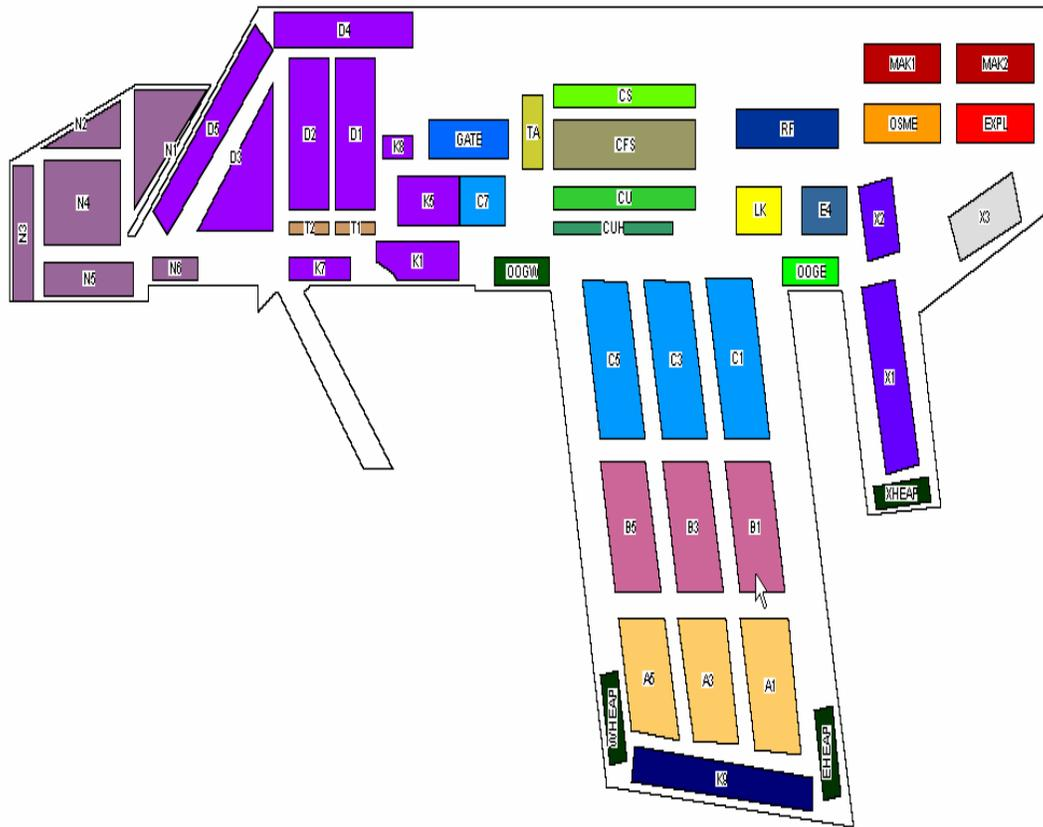 D4
MAK1
MAK2
CS
N2
D5
TA
OSME
EXPL
D2
D1
RF
GATE
CFS
K8
N1
D3
CU
N4
K5
C7
LK
E4
X2
X3
T2
T1
CUH
N3
K1
N5
N6
K7
OOGW
OOGE
C5
C3
C1
X1
XHEAP
B5
B3
B1
A5
A3
A1
WHEAP
EHEAP
K9